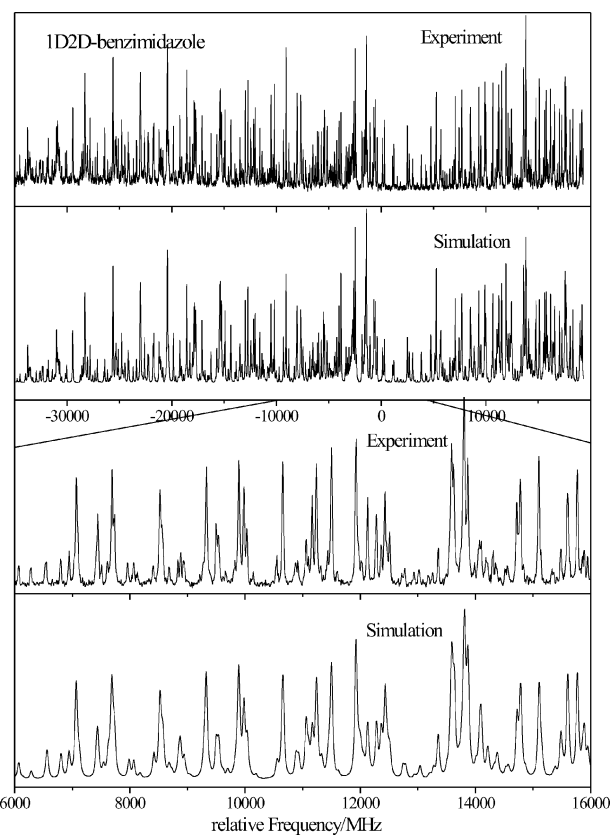 1D2D-benzimidazole
Experiment
Simulation
-30000 -20000 -10000 0 10000
Experiment
Simulation
6000 8000 10000 12000 14000 16000
relative Frequency/MHz